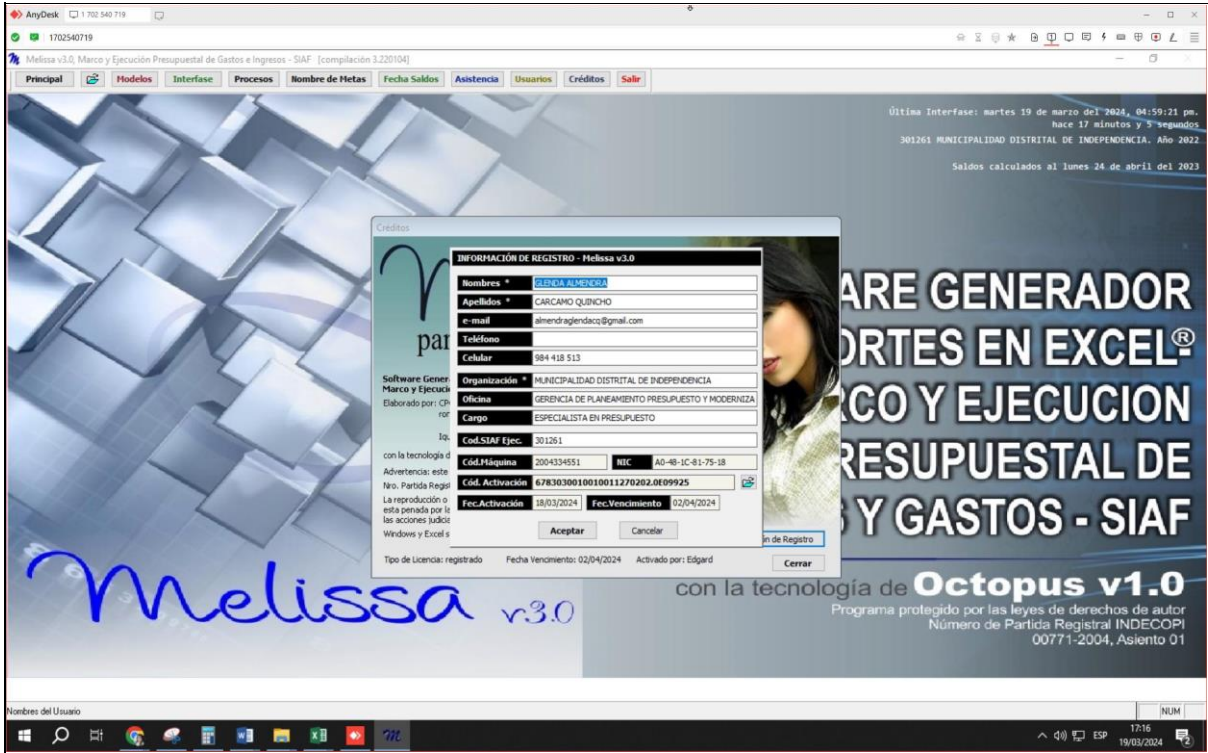 AnyDesk 1 702 540 719
1702540719
Melissa v3.0, Marco y Ejecución Presupuestal de Gastos e Ingresos - SIAF [compilación 3.220104]
Principal Modelos Interfase Procesos Nombre de Metas Fecha Saldos Asistencia Usuarios Créditos Salir
Última Interfase: martes 19 de marzo del 2024, 04:59:21 pm.
hace 17 minutos y 5 segundos
301261 MUNICIPALIDAD DISTRITAL DE INDEPENDENCIA. Año 2022
Saldos calculados al lunes 24 de abril del 2023
Créditos
INFORMACIÓN DE REGISTRO - Melissa v3.0
Nombres * GLENDA ALMENDRA
Apellidos * CARCAMO QUINCHO
e-mail almendraglendacq@gmail.com
Teléfono
Celular 984 418 513
Organización * MUNICIPALIDAD DISTRITAL DE INDEPENDENCIA
Oficina GERENCIA DE PLANEAMIENTO PRESUPUESTO Y MODERNIZA
Cargo ESPECIALISTA EN PRESUPUESTO
Cod.SIAF Ejec. 301261
Cód.Máquina 2004334551 NIC A0-48-1C-81-75-18
Cód. Activación 6783030010010011270202.0E09925
Fec.Activación 18/03/2024 Fec.Vencimiento 02/04/2024
Aceptar Cancelar
par
Software Gener
Marco y Ejecuci
Elaborado por: CP
ror
Iq
con la tecnología d
Advertencia: este
Nro. Partida Regist
La reproducción o
esta penada por la
las acciones judicia
Windows y Excel s
ón de Registro
Tipo de Licencia: registrado Fecha Vencimiento: 02/04/2024 Activado por: Edgard
Cerrar
ARE GENERADOR
ORTES EN EXCEL®
RCO Y EJECUCION
RESUPUESTAL DE
Y GASTOS - SIAF
Melissa v3.0
con la tecnología de Octopus v1.0
Programa protegido por las leyes de derechos de autor
Número de Partida Registral INDECOPI
00771-2004, Asiento 01
Nombres del Usuario
NUM
ESP
17:16
19/03/2024